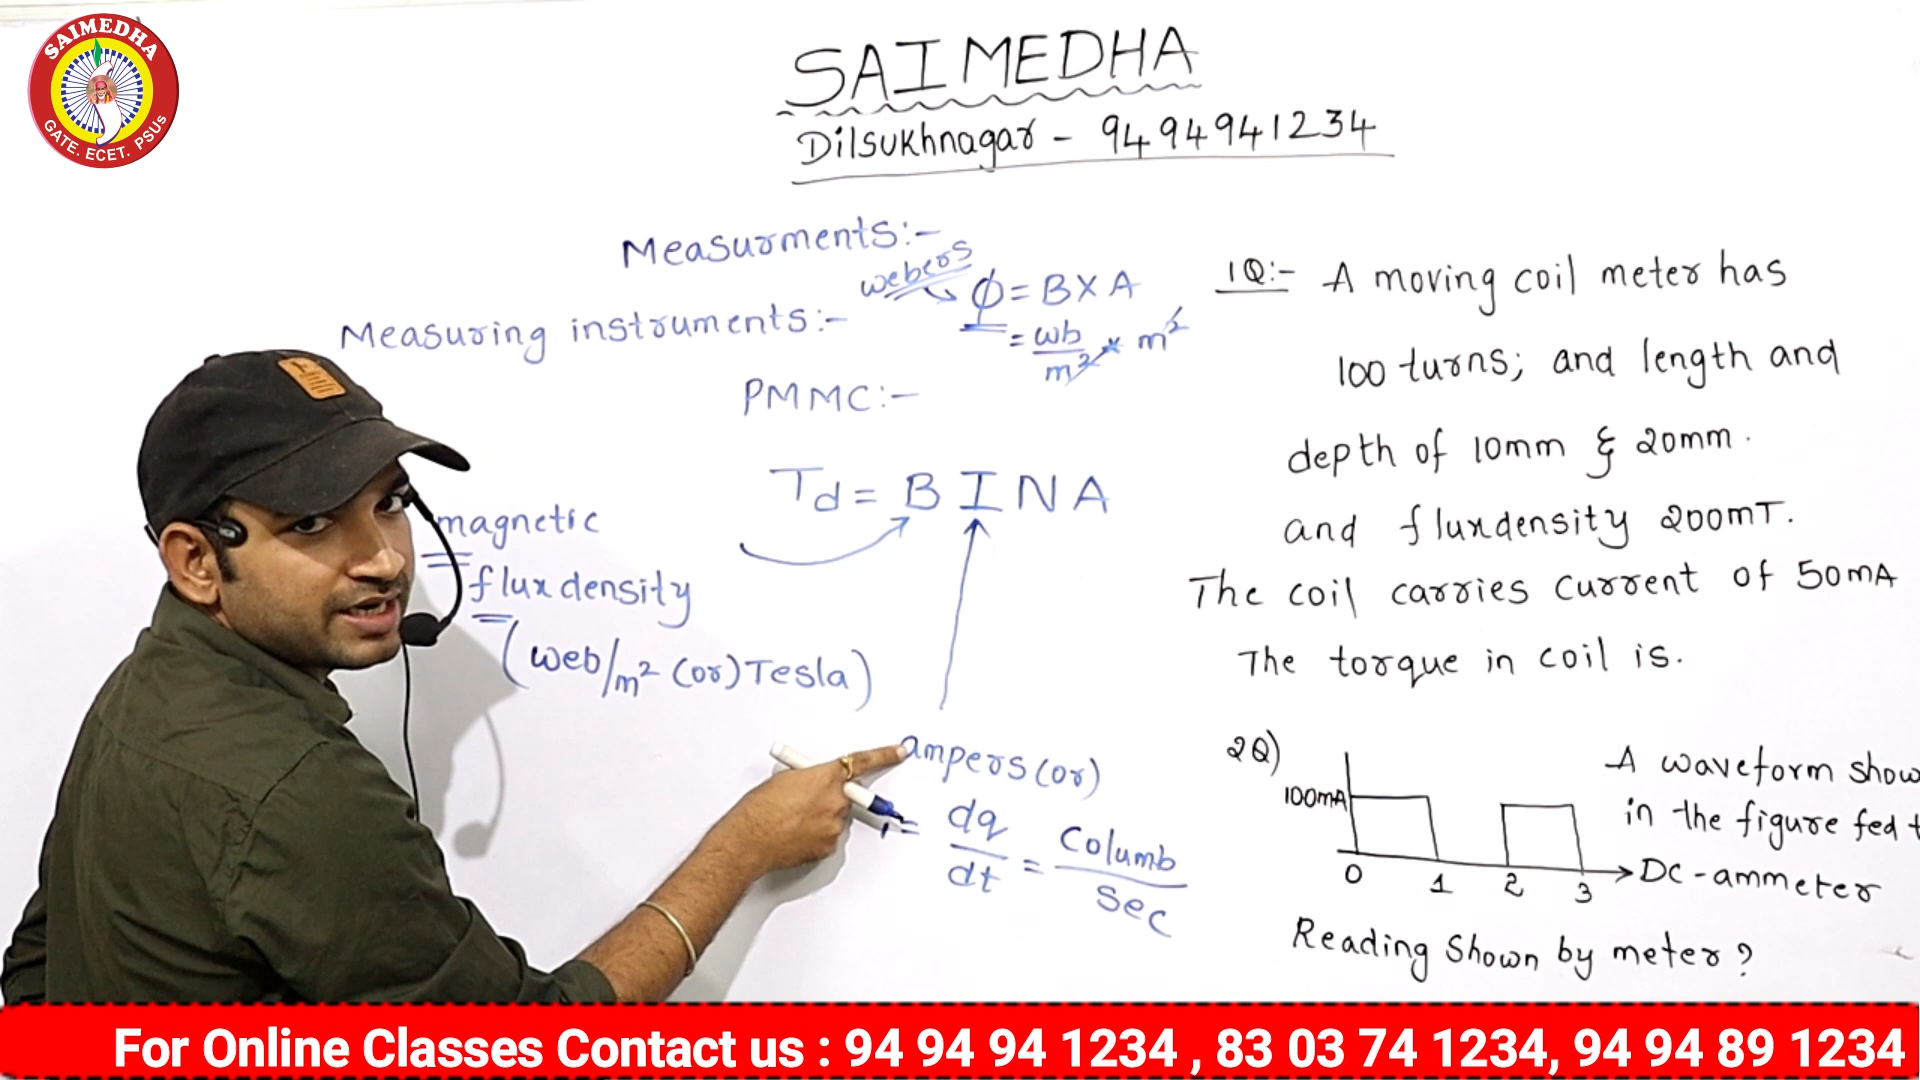 SAIMEDHA
GATE. ECET. PSUs
SAIMEDHA
Dilsukhnagar - 9494941234
Measurments:-
Measuring instruments:-
webers
φ = B X A
= wb/m² * m²
PMMC:-
Td = B I N A
magnetic
flux density
(web/m² (or) Tesla)
ampers (or)
i = dq/dt = Columb/sec
1Q:- A moving coil meter has
100 turns; and length and
depth of 10mm & 20mm.
and fluxdensity 200mT.
The coil carries current of 50mA
The torque in coil is.
2Q)
100mA
0 1 2 3
A waveform show
in the figure fed t
DC-ammeter
Reading Shown by meter?
For Online Classes Contact us : 94 94 94 1234 , 83 03 74 1234, 94 94 89 1234